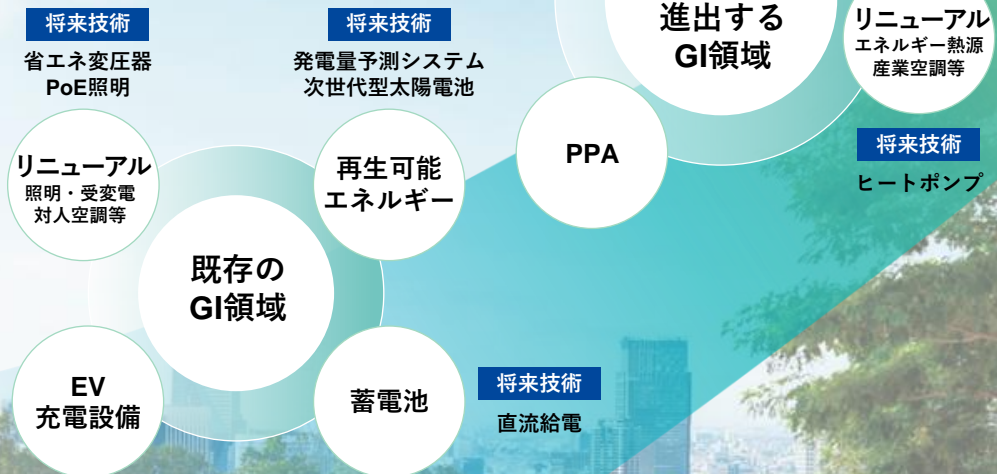 将来技術
省エネ変圧器
PoE照明
リニューアル
照明・受変電
対人空調等
将来技術
発電量予測システム
次世代型太陽電池
再生可能
エネルギー
既存の
GI領域
EV
充電設備
蓄電池
将来技術
直流給電
進出する
GI領域
PPA
リニューアル
エネルギー熱源
産業空調等
将来技術
ヒートポンプ